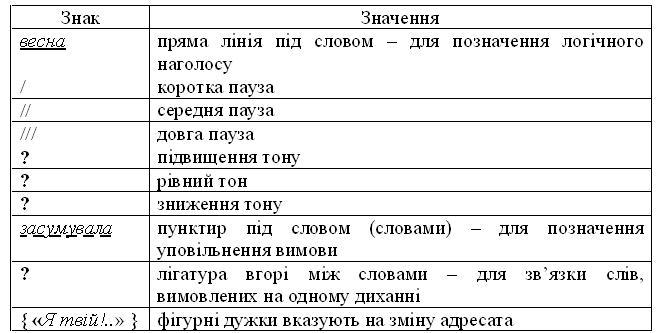 Знак Значення
весна пряма лінія під словом – для позначення логічного
наголосу
/ коротка пауза
// середня пауза
/// довга пауза
? підвищення тону
? рівний тон
? зниження тону
засумувала пунктир під словом (словами) – для позначення
уповільнення вимови
? лігатура вгорі між словами – для зв’язки слів,
вимовлених на одному диханні
{«Я твій!..» } фігурні дужки вказують на зміну адресата